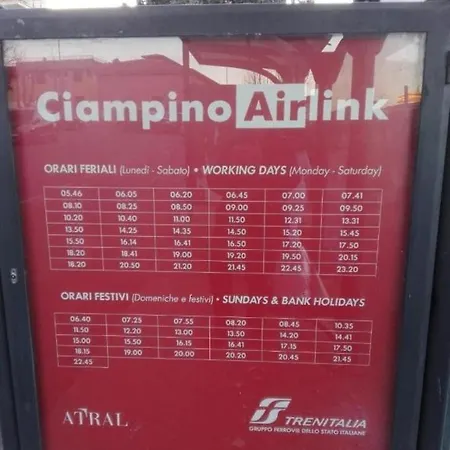 Ciampino Airlink
ORARI FERIALI (Lunedì - Sabato) • WORKING DAYS (Monday - Saturday)
05.46 06.05 06.20 06.45 07.00 07.41
08.10 08.25 08.50 09.00 09.25 09.50
10.20 10.40 11.00 11.50 12.31 13.31
13.50 14.25 14.35 14.50 15.20 15.45
15.50 16.14 16.41 16.50 17.20 17.50
18.20 18.41 19.00 19.20 19.50 20.15
18.20 20.50 21.20 21.45 22.45 23.20
ORARI FESTIVI (Domeniche e festivi) • SUNDAYS & BANK HOLIDAYS
06.40 07.25 07.55 08.20 08.45 10.35
11.50 12.20 13.00 13.50 14.20 14.41
15.00 15.50 16.15 16.41 17.15 17.50
18.15 19.00 20.00 20.20 20.45 21.45
22.45
ATRAL
TRENITALIA
GRUPPO FERROVIE DELLO STATO ITALIANE